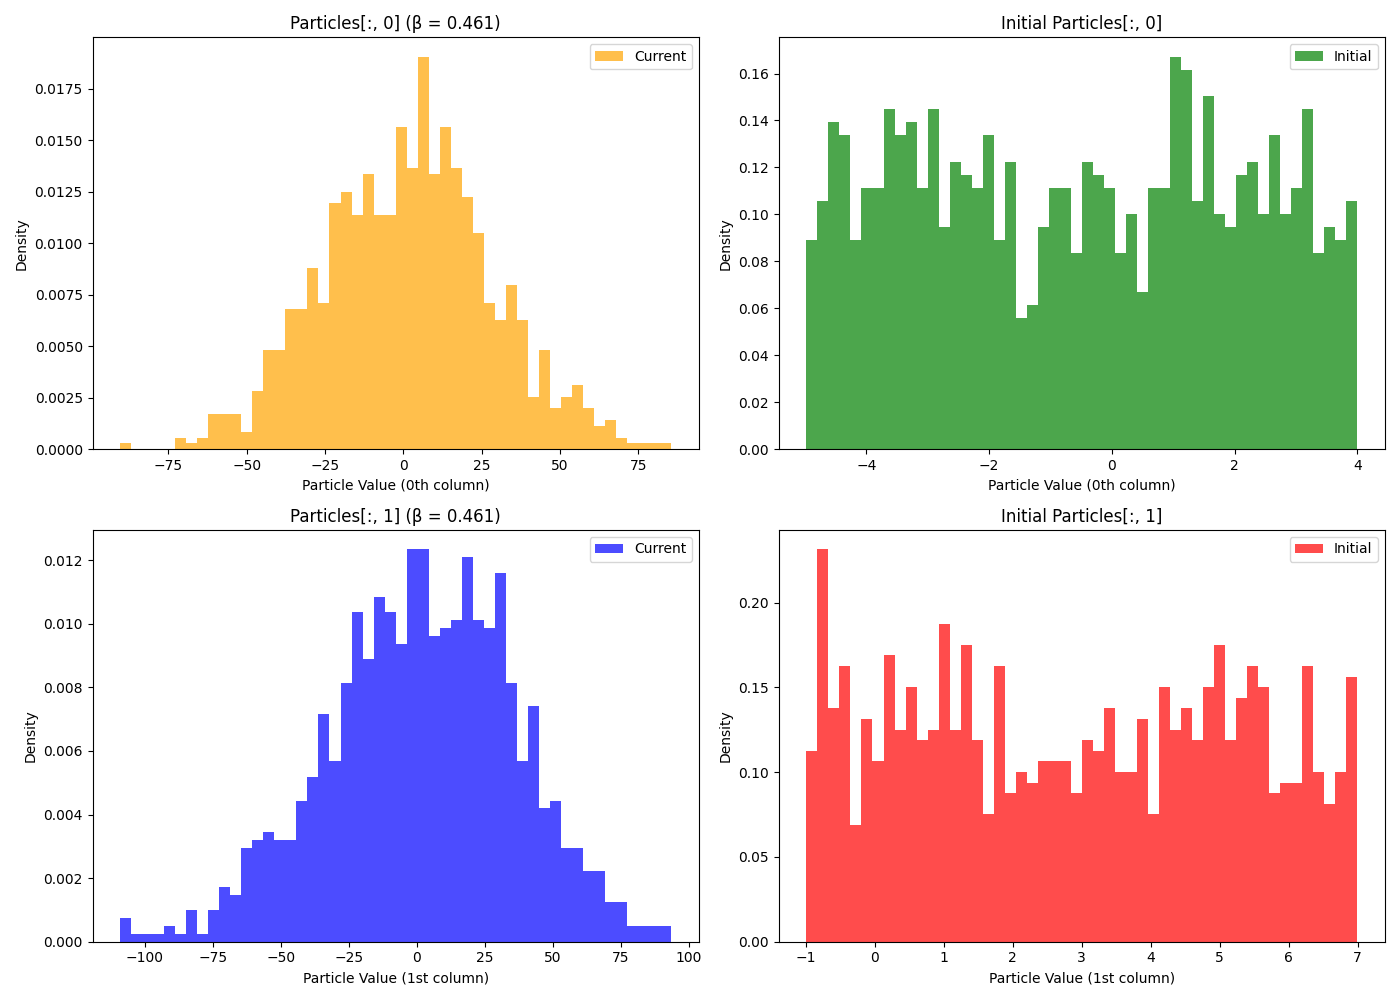 Particles[:, 0] (β = 0.461)
Current
Density
0.0175
0.0150
0.0125
0.0100
0.0075
0.0050
0.0025
0.0000
−75 −50 −25 0 25 50 75
Particle Value (0th column)
Initial Particles[:, 0]
Initial
Density
0.16
0.14
0.12
0.10
0.08
0.06
0.04
0.02
0.00
−4 −2 0 2 4
Particle Value (0th column)
Particles[:, 1] (β = 0.461)
Current
Density
0.012
0.010
0.008
0.006
0.004
0.002
0.000
−100 −75 −50 −25 0 25 50 75 100
Particle Value (1st column)
Initial Particles[:, 1]
Initial
Density
0.20
0.15
0.10
0.05
0.00
−1 0 1 2 3 4 5 6 7
Particle Value (1st column)